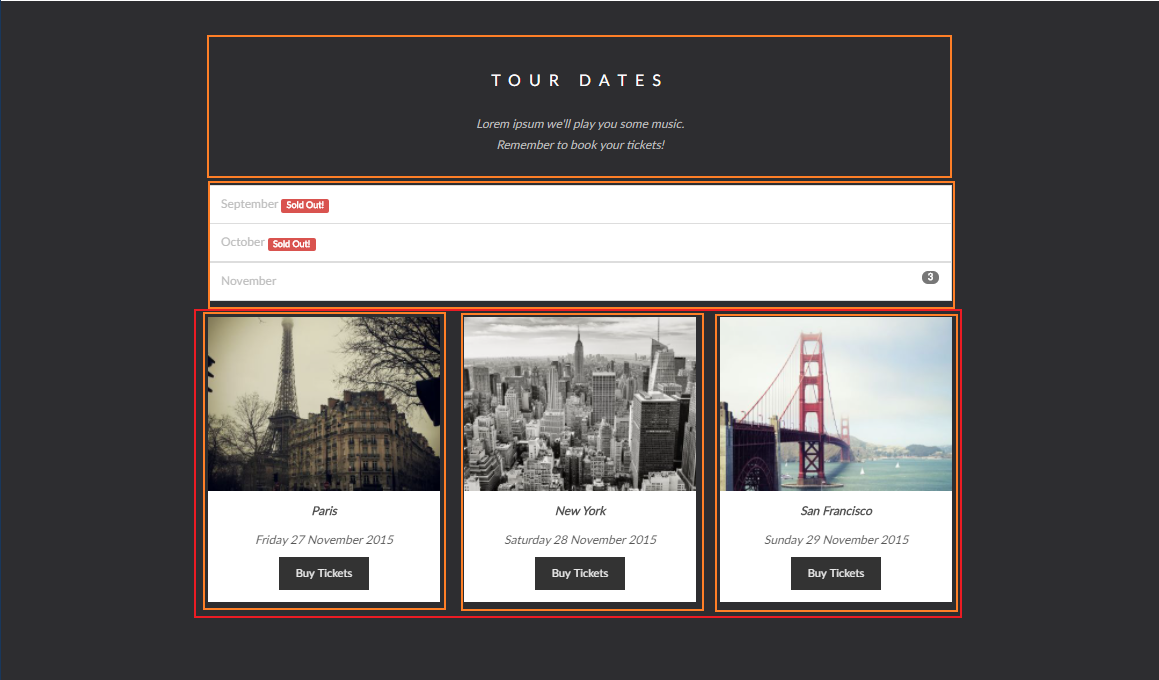 TOUR DATES
Lorem ipsum we'll play you some music.
Remember to book your tickets!
September Sold Out!
October Sold Out!
November 3
Paris
Friday 27 November 2015
Buy Tickets
New York
Saturday 28 November 2015
Buy Tickets
San Francisco
Sunday 29 November 2015
Buy Tickets